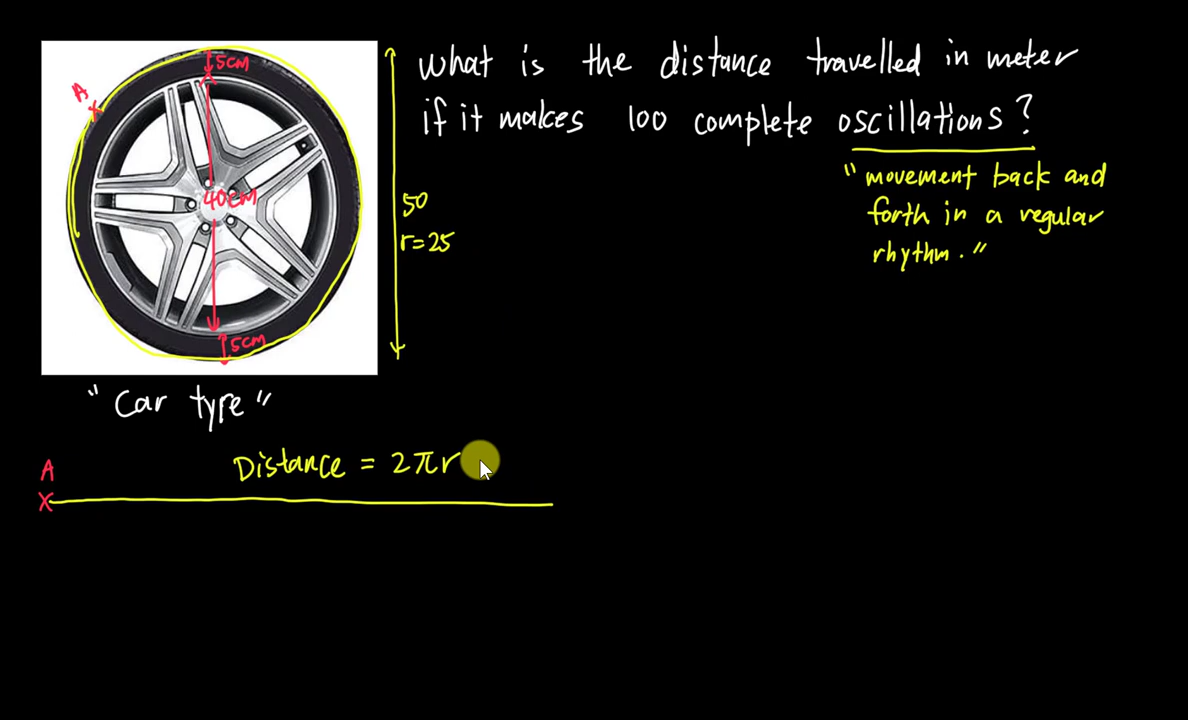 A
X
5cm
40cm
5cm
"Car tyre"
50
r=25
What is the distance travelled in meter
if it makes 100 complete oscillations?
"movement back and
forth in a regular
rhythm."
A
X
Distance = 2πr